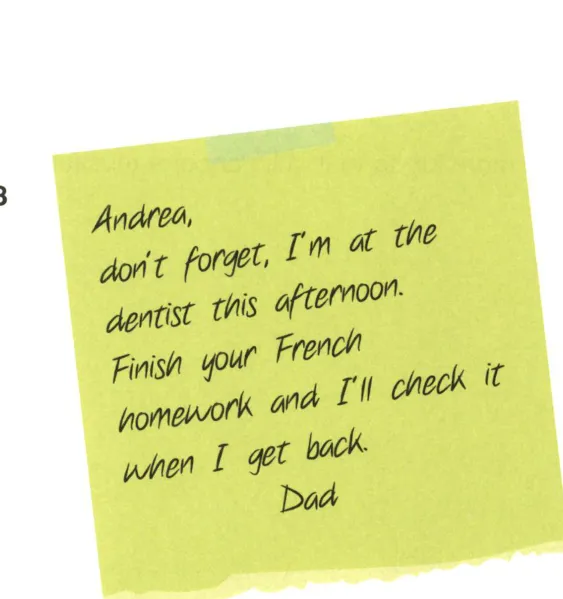 3
Andrea,
don't forget, I'm at the
dentist this afternoon.
Finish your French
homework and I'll check it
when I get back.
Dad